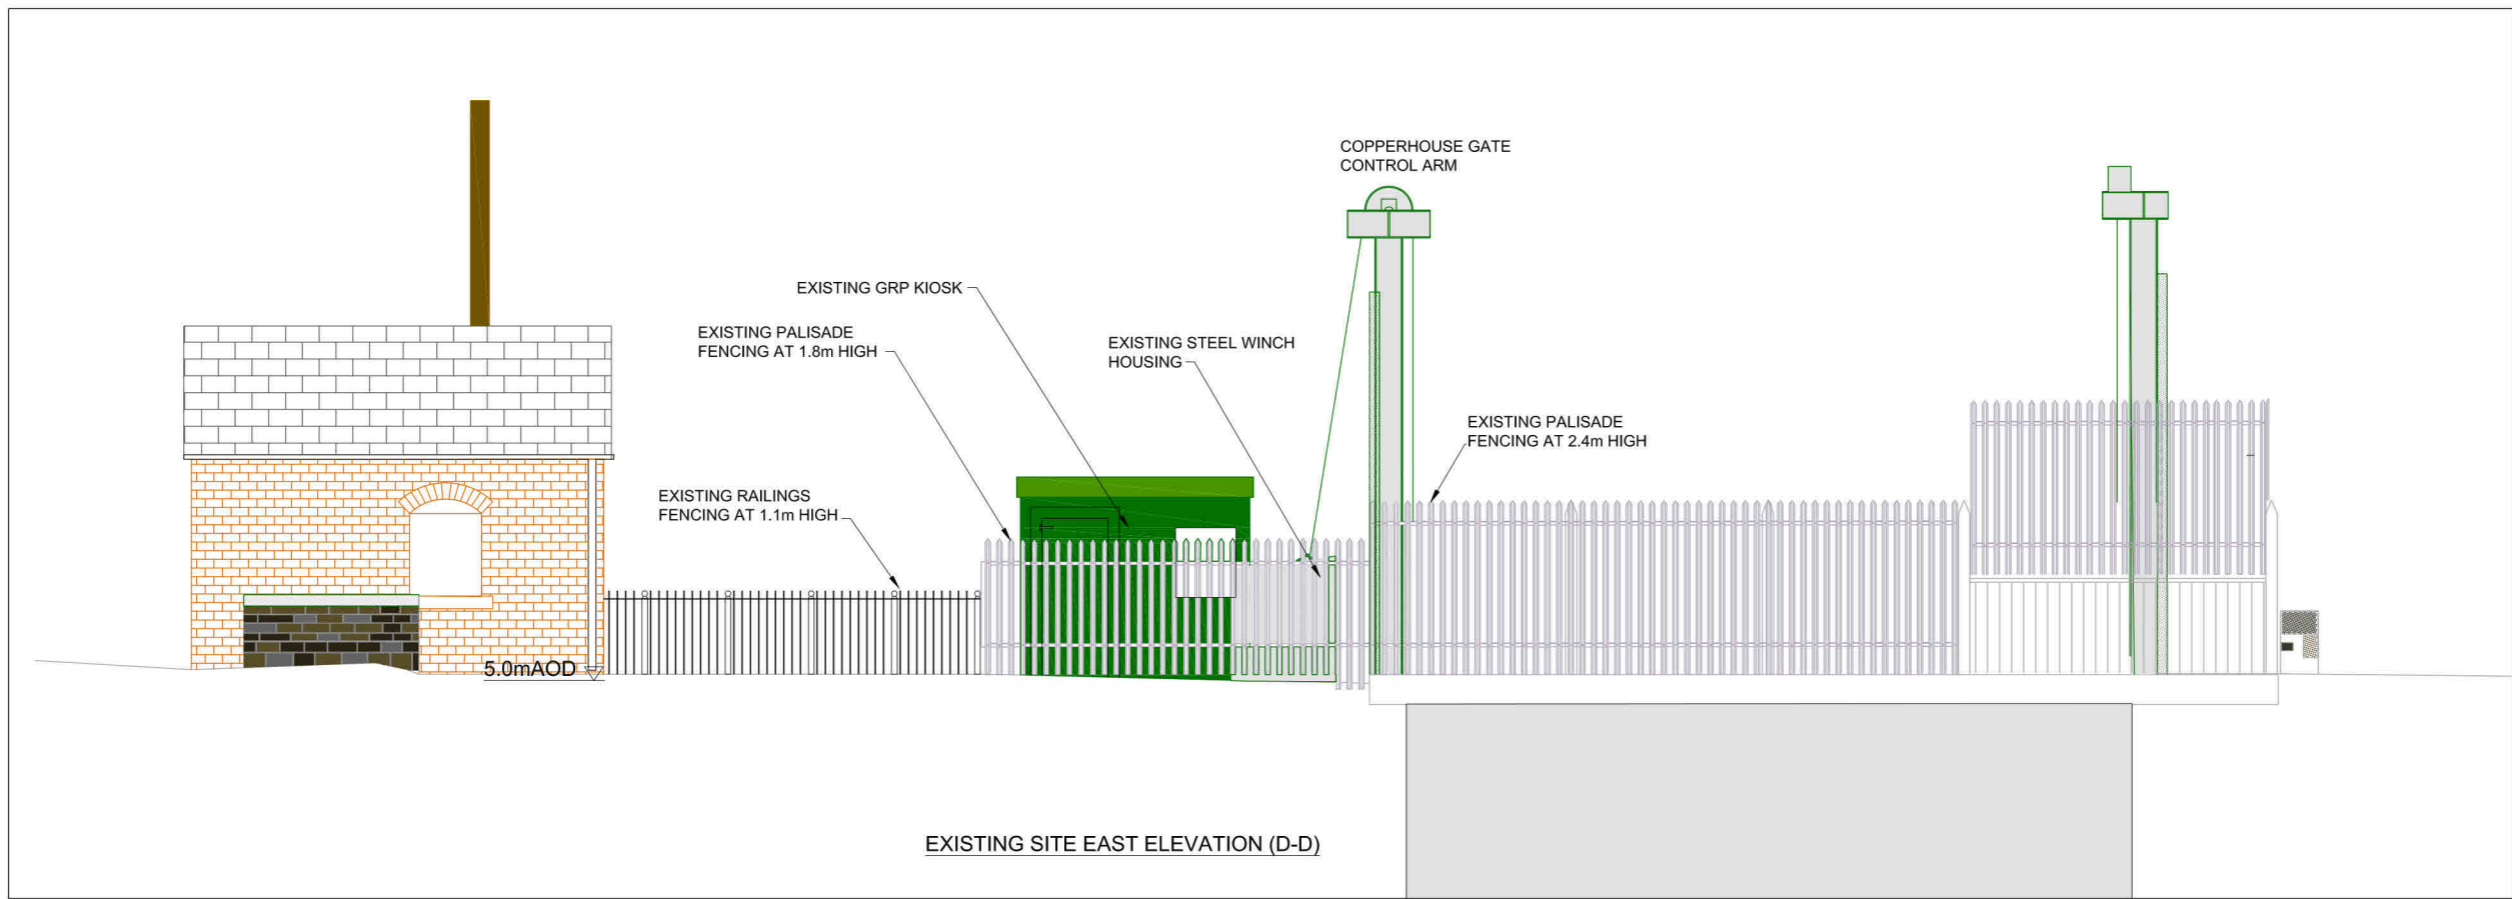 COPPERHOUSE GATE
CONTROL ARM
EXISTING GRP KIOSK
EXISTING PALISADE
FENCING AT 1.8m HIGH
EXISTING STEEL WINCH
HOUSING
EXISTING PALISADE
FENCING AT 2.4m HIGH
EXISTING RAILINGS
FENCING AT 1.1m HIGH
5.0mAOD
EXISTING SITE EAST ELEVATION (D-D)